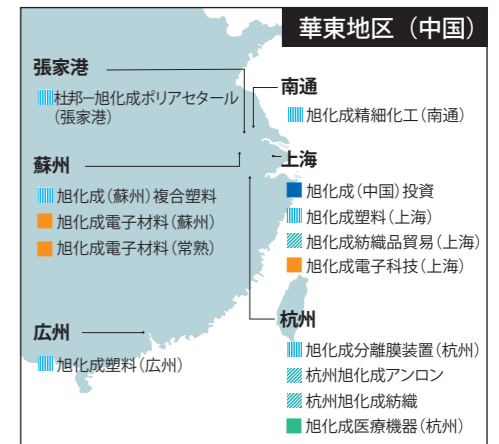 華東地区（中国）
張家港
杜邦ー旭化成ポリアセタール
（張家港）
南通
旭化成精細化工（南通）
蘇州
旭化成（蘇州）複合塑料
旭化成電子材料（蘇州）
旭化成電子材料（常熟）
上海
旭化成（中国）投資
旭化成塑料（上海）
旭化成紡織品貿易（上海）
旭化成電子科技（上海）
広州
旭化成塑料（広州）
杭州
旭化成分離膜装置（杭州）
杭州旭化成アンロン
杭州旭化成紡織
旭化成医療機器（杭州）